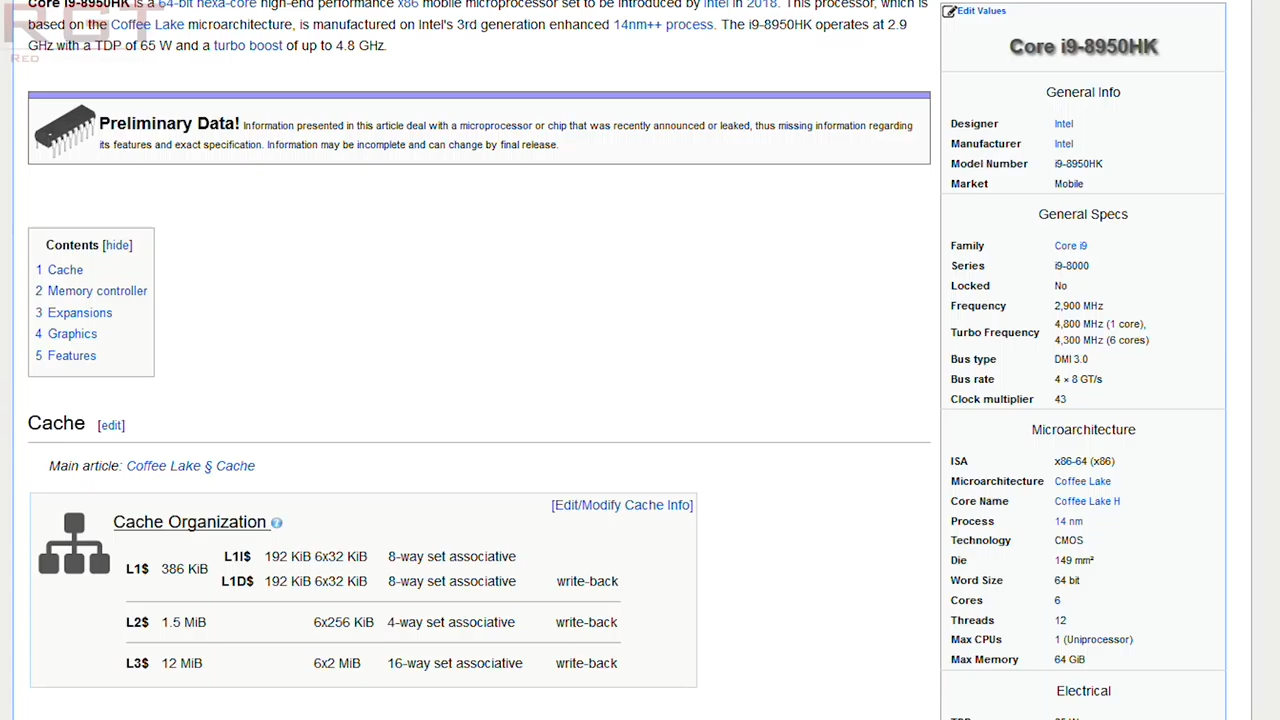 Core i9-8950HK is a 64-bit hexa-core high-end performance x86 mobile microprocessor set to be introduced by Intel in 2018. This processor, which is
based on the Coffee Lake microarchitecture, is manufactured on Intel's 3rd generation enhanced 14nm++ process. The i9-8950HK operates at 2.9
GHz with a TDP of 65 W and a turbo boost of up to 4.8 GHz.
RGT
RED
Preliminary Data! Information presented in this article deal with a microprocessor or chip that was recently announced or leaked, thus missing information regarding
its features and exact specification. Information may be incomplete and can change by final release.
Contents [hide]
1 Cache
2 Memory controller
3 Expansions
4 Graphics
5 Features
Cache [edit]
Main article: Coffee Lake § Cache
[Edit/Modify Cache Info]
Cache Organization ?
L1$ 386 KiB
L1I$ 192 KiB 6x32 KiB 8-way set associative
L1D$ 192 KiB 6x32 KiB 8-way set associative write-back
L2$ 1.5 MiB 6x256 KiB 4-way set associative write-back
L3$ 12 MiB 6x2 MiB 16-way set associative write-back
Edit Values
Core i9-8950HK
General Info
Designer Intel
Manufacturer Intel
Model Number i9-8950HK
Market Mobile
General Specs
Family Core i9
Series i9-8000
Locked No
Frequency 2,900 MHz
Turbo Frequency 4,800 MHz (1 core),
4,300 MHz (6 cores)
Bus type DMI 3.0
Bus rate 4 × 8 GT/s
Clock multiplier 43
Microarchitecture
ISA x86-64 (x86)
Microarchitecture Coffee Lake
Core Name Coffee Lake H
Process 14 nm
Technology CMOS
Die 149 mm²
Word Size 64 bit
Cores 6
Threads 12
Max CPUs 1 (Uniprocessor)
Max Memory 64 GiB
Electrical